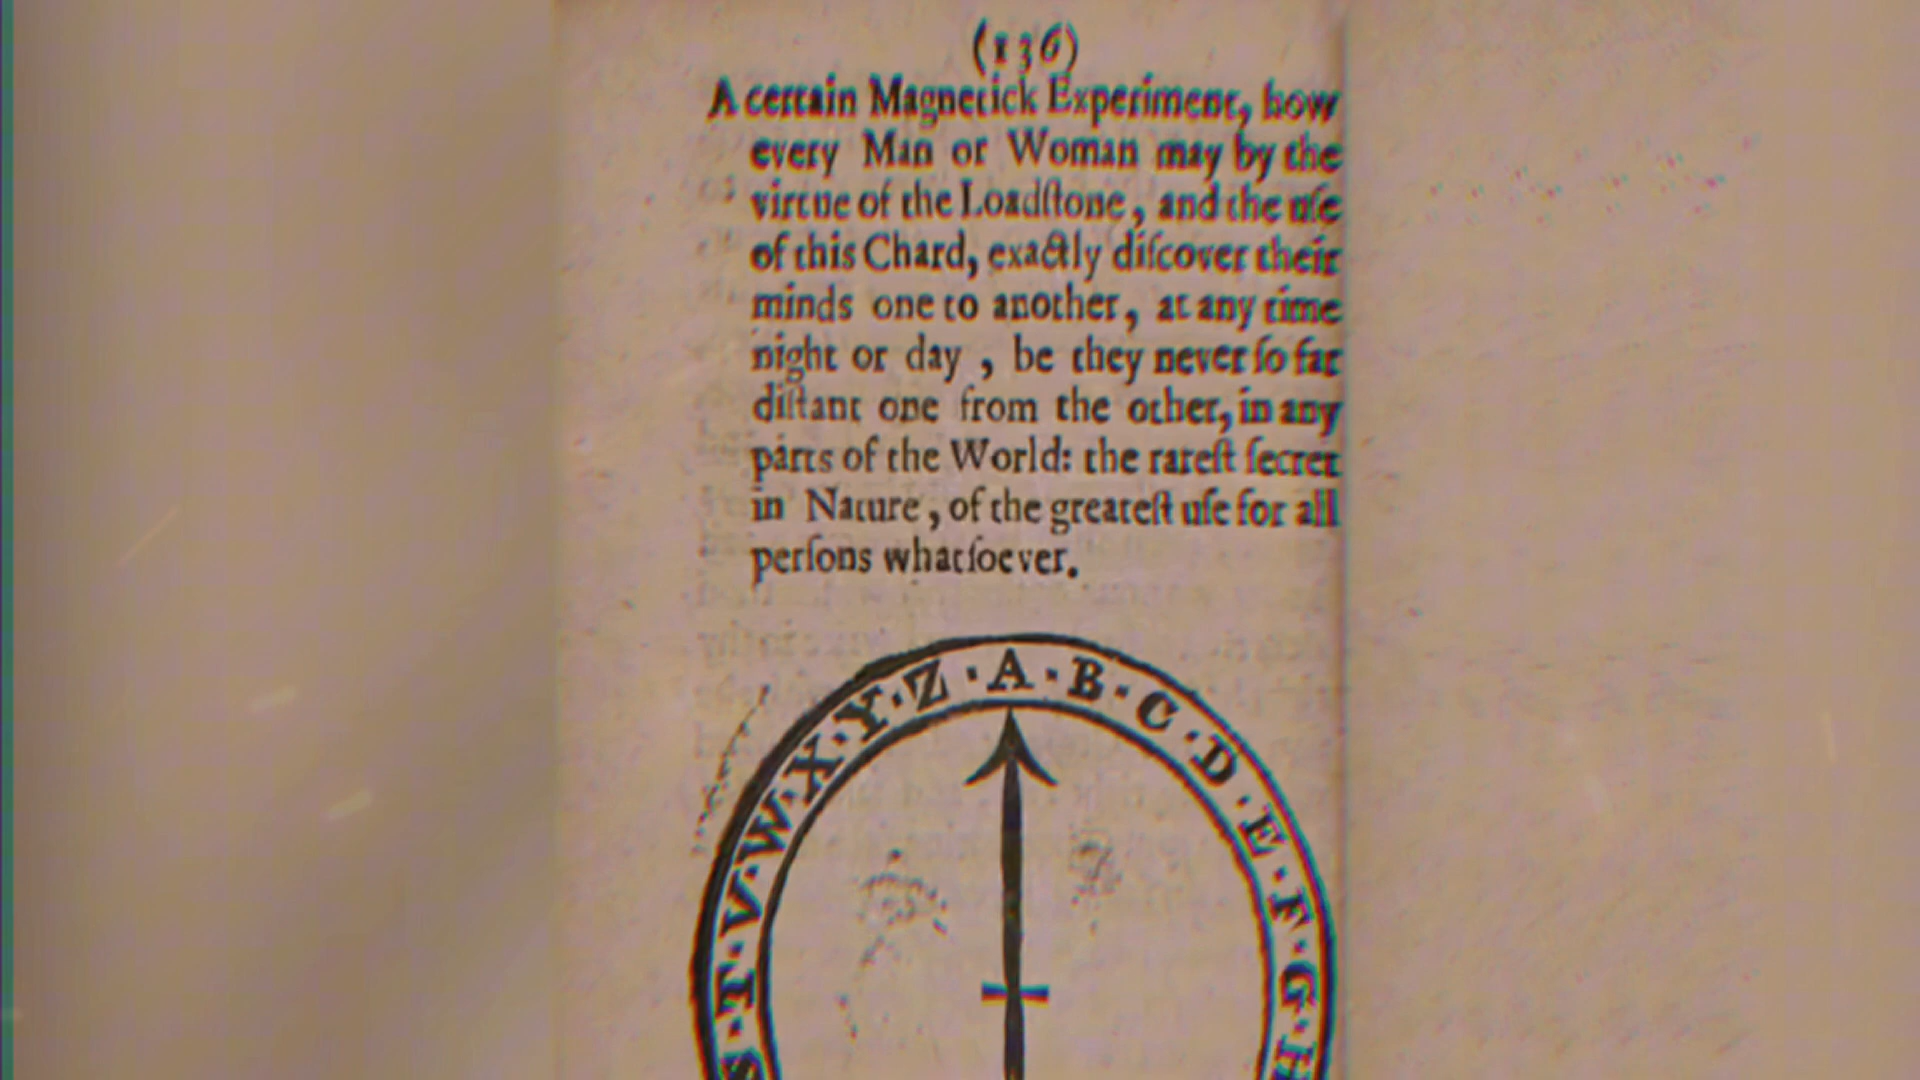 (136)
A certain Magnetick Experiment, how
every Man or Woman may by the
virtue of the Loadſtone, and the uſe
of this Chard, exactly diſcover their
minds one to another, at any time
night or day, be they never ſo far
diſtant one from the other, in any
parts of the World: the rareſt ſecret
in Nature, of the greateſt uſe for all
perſons whatſoever.
S·T·V·W·X·Y·Z·A·B·C·D·E·F·G·H